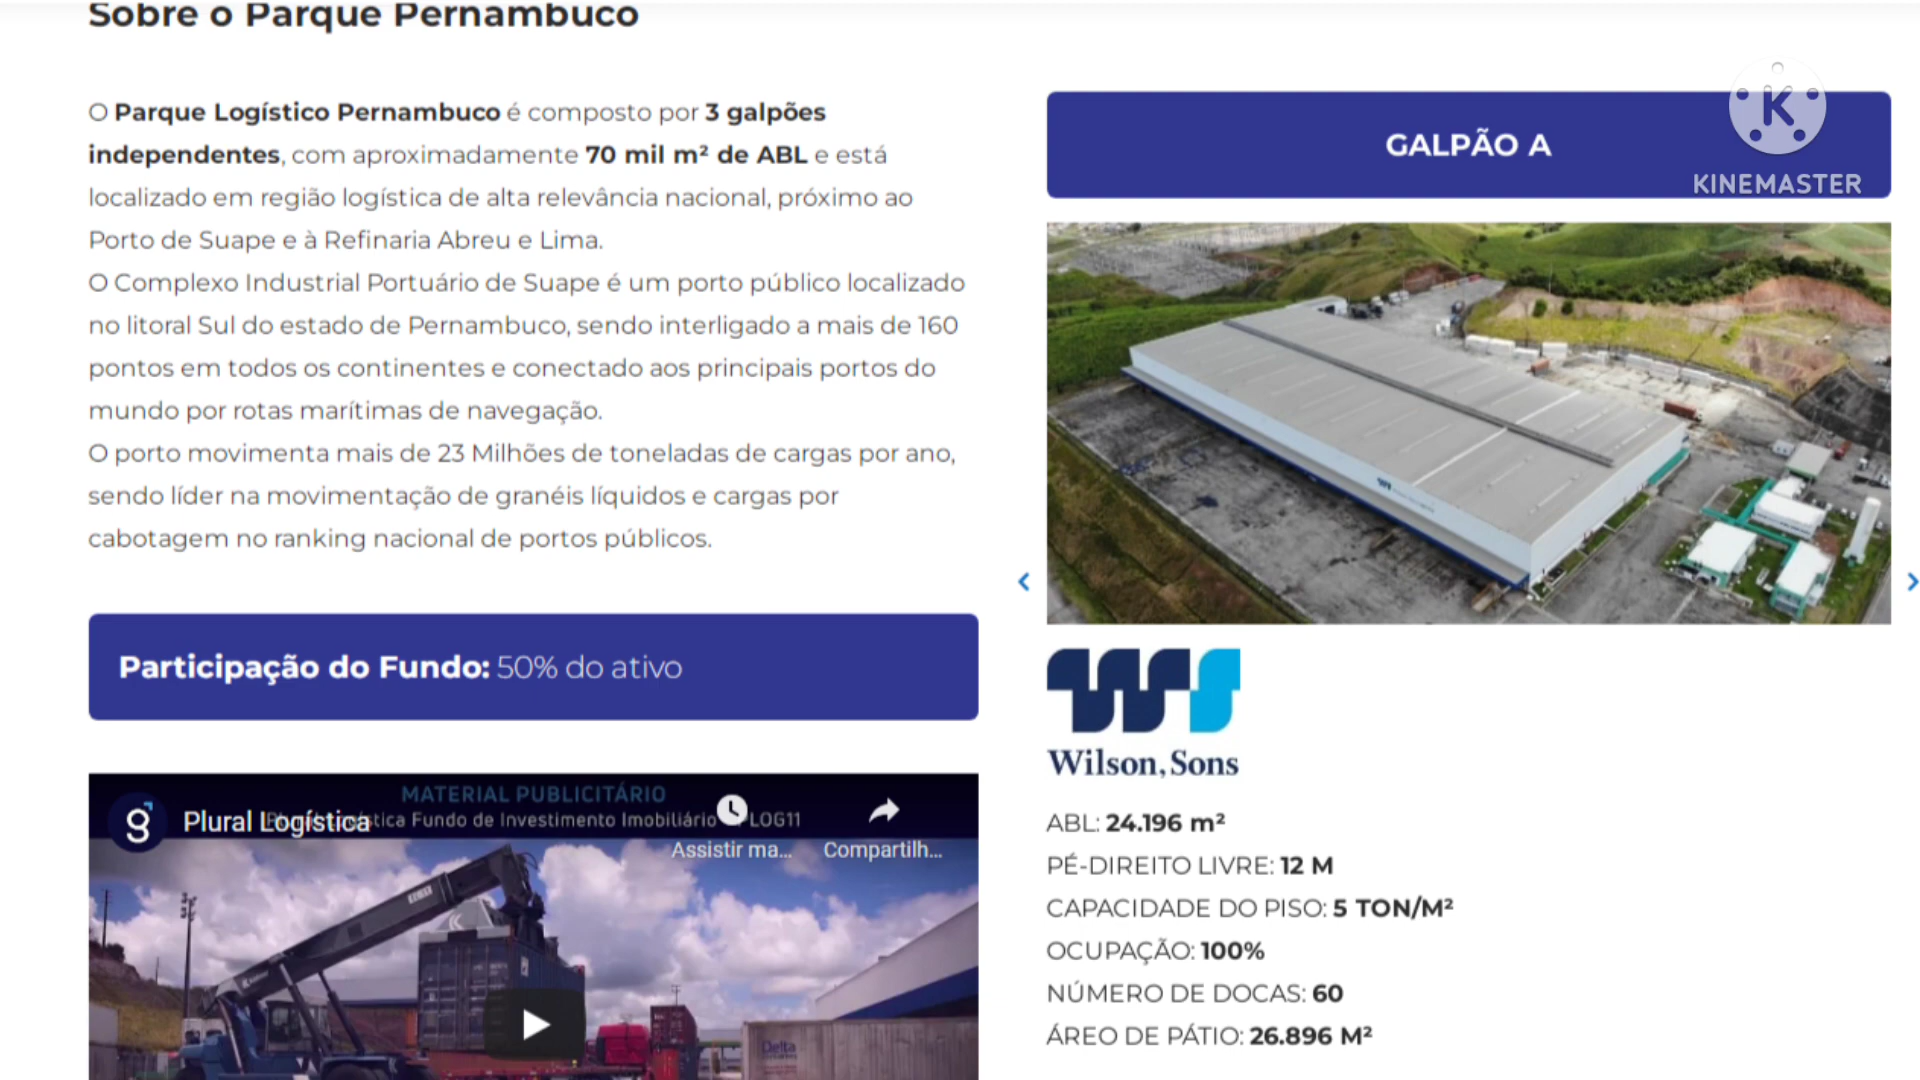 Sobre o Parque Pernambuco
O Parque Logístico Pernambuco é composto por 3 galpões
independentes, com aproximadamente 70 mil m² de ABL e está
localizado em região logística de alta relevância nacional, próximo ao
Porto de Suape e à Refinaria Abreu e Lima.
O Complexo Industrial Portuário de Suape é um porto público localizado
no litoral Sul do estado de Pernambuco, sendo interligado a mais de 160
pontos em todos os continentes e conectado aos principais portos do
mundo por rotas marítimas de navegação.
O porto movimenta mais de 23 Milhões de toneladas de cargas por ano,
sendo líder na movimentação de granéis líquidos e cargas por
cabotagem no ranking nacional de portos públicos.
Participação do Fundo: 50% do ativo
MATERIAL PUBLICITÁRIO
Plural Logística
Fundo de Investimento Imobiliário
LOG11
Assistir ma...
Compartilh...
Delta
GALPÃO A
K
KINEMASTER
WS
Wilson, Sons
ABL: 24.196 m²
PÉ-DIREITO LIVRE: 12 M
CAPACIDADE DO PISO: 5 TON/M²
OCUPAÇÃO: 100%
NÚMERO DE DOCAS: 60
ÁREO DE PÁTIO: 26.896 M²